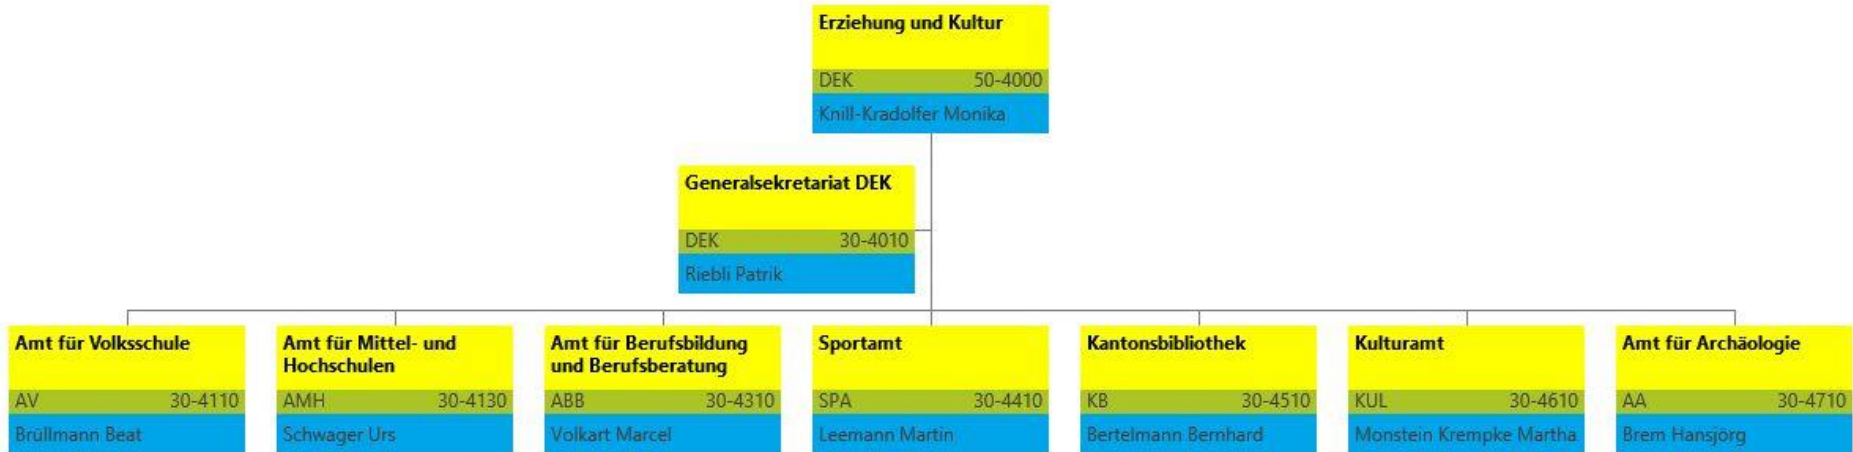 Erziehung und Kultur
DEK 50-4000
Knill-Kradolfer Monika
Generalsekretariat DEK
DEK 30-4010
Riebli Patrik
Amt für Volksschule
AV 30-4110
Brüllmann Beat
Amt für Mittel- und
Hochschulen
AMH 30-4130
Schwager Urs
Amt für Berufsbildung
und Berufsberatung
ABB 30-4310
Volkart Marcel
Sportamt
SPA 30-4410
Leemann Martin
Kantonsbibliothek
KB 30-4510
Bertelmann Bernhard
Kulturamt
KUL 30-4610
Monstein Krempke Martha
Amt für Archäologie
AA 30-4710
Brem Hansjörg